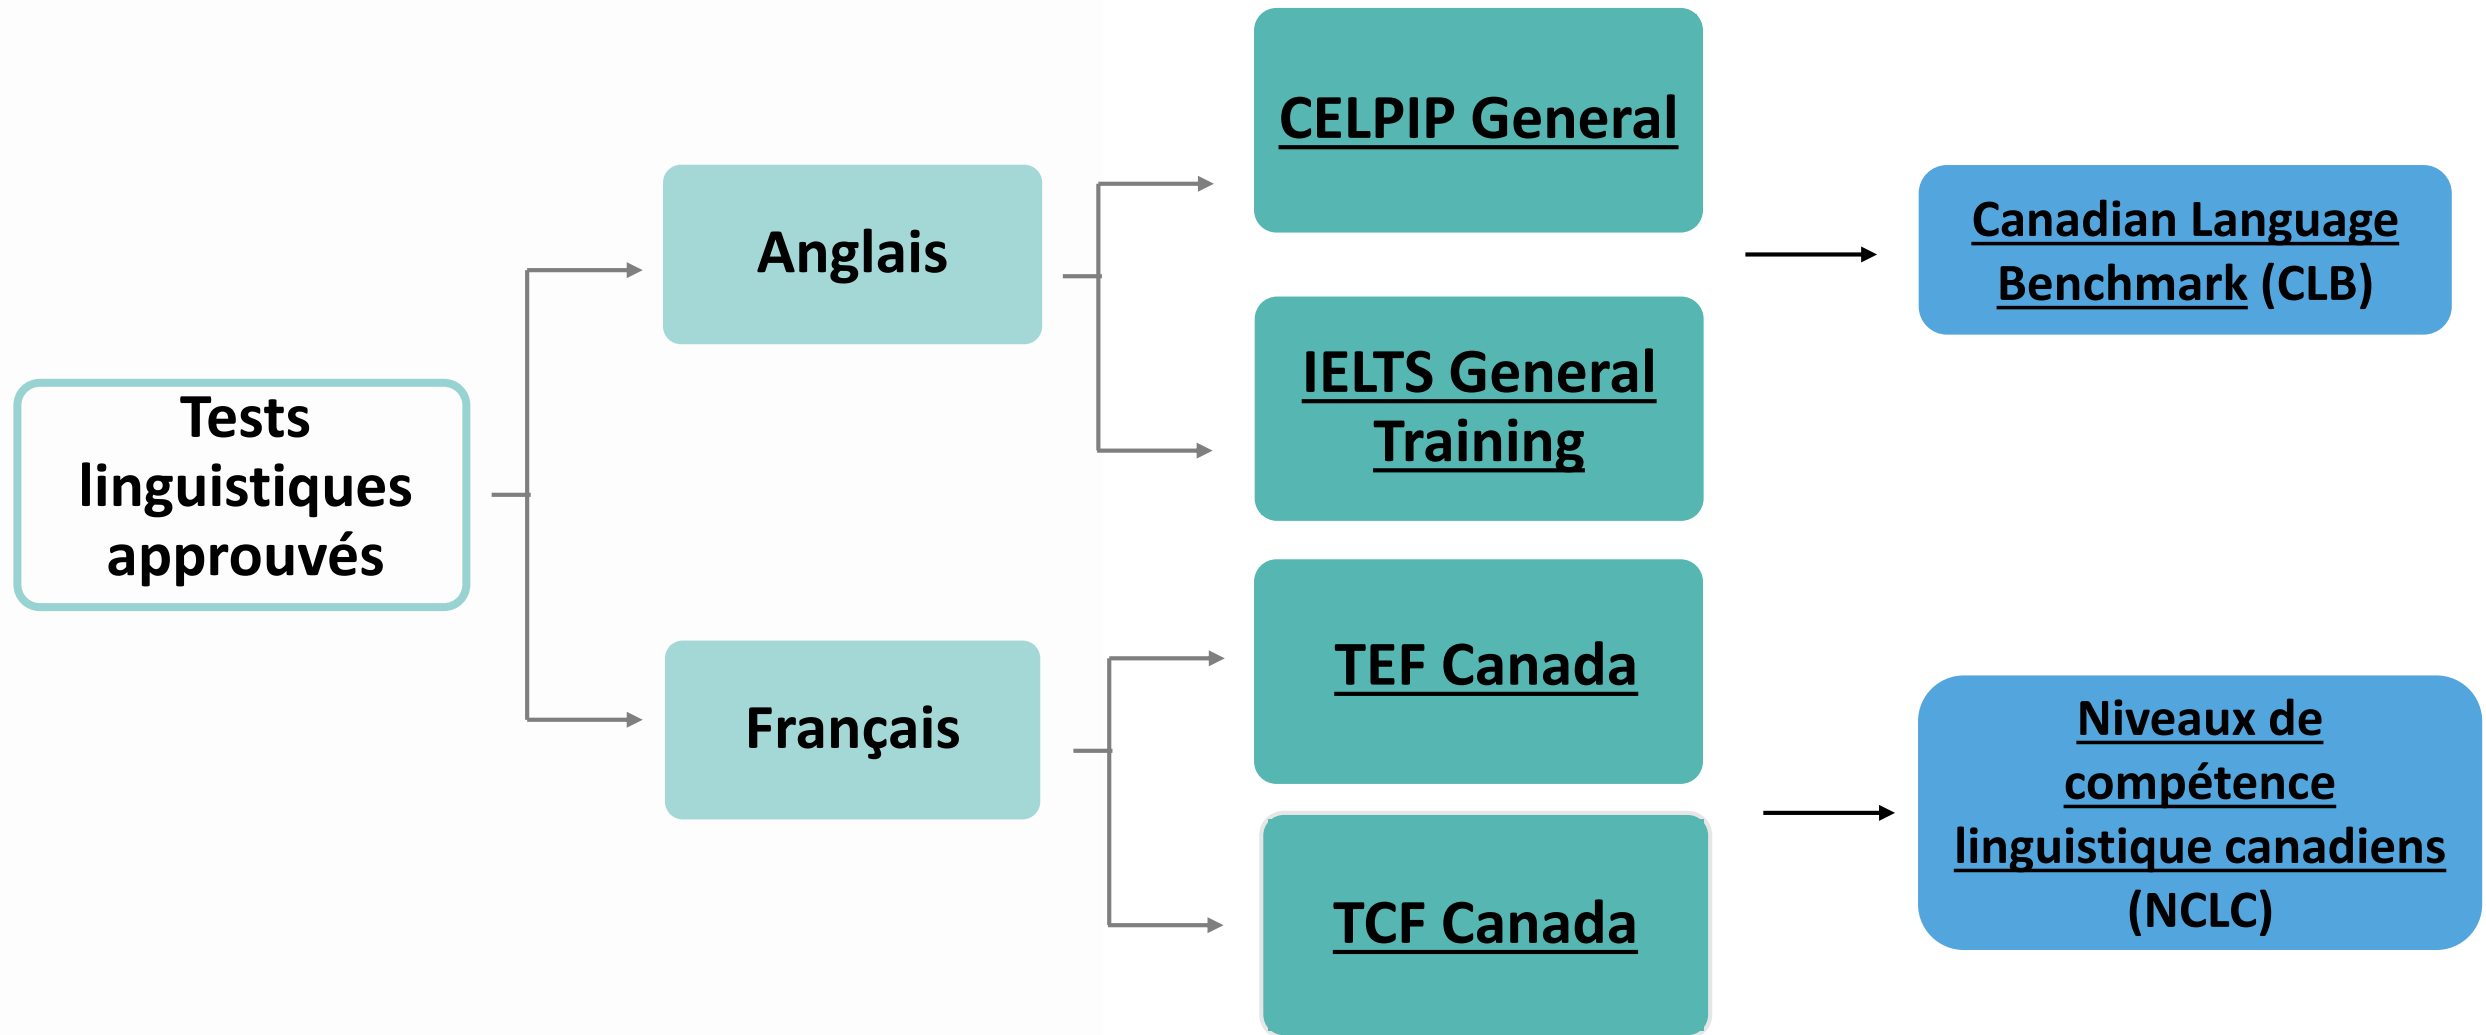 Tests
linguistiques
approuvés
Anglais
Français
CELPIP General
IELTS General
Training
TEF Canada
TCF Canada
Canadian Language
Benchmark (CLB)
Niveaux de
compétence
linguistique canadiens
(NCLC)